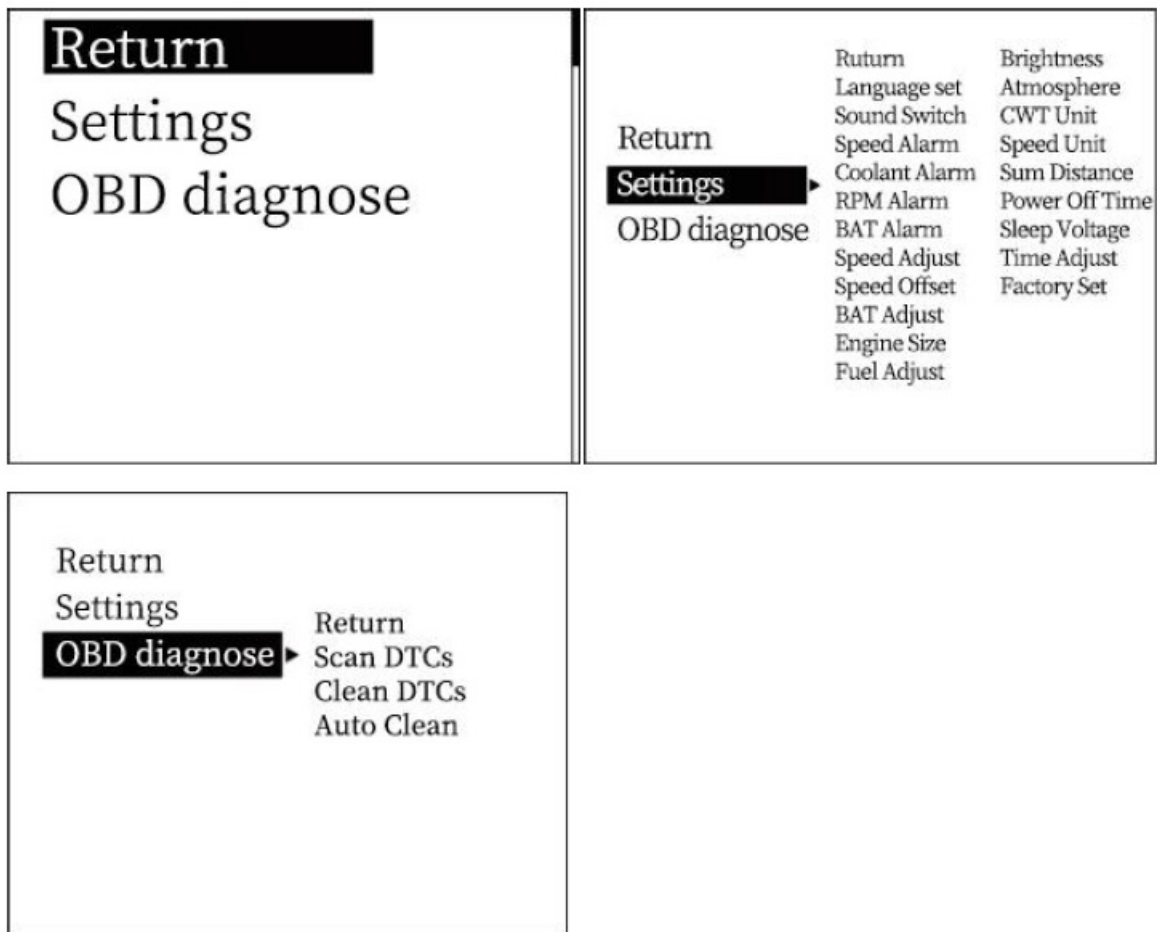 Return
Settings
OBD diagnose
Return
Settings
OBD diagnose
Ruturn
Language set
Sound Switch
Speed Alarm
Coolant Alarm
RPM Alarm
BAT Alarm
Speed Adjust
Speed Offset
BAT Adjust
Engine Size
Fuel Adjust
Brightness
Atmosphere
CWT Unit
Speed Unit
Sum Distance
Power Off Time
Sleep Voltage
Time Adjust
Factory Set
Return
Settings
OBD diagnose
Return
Scan DTCs
Clean DTCs
Auto Clean